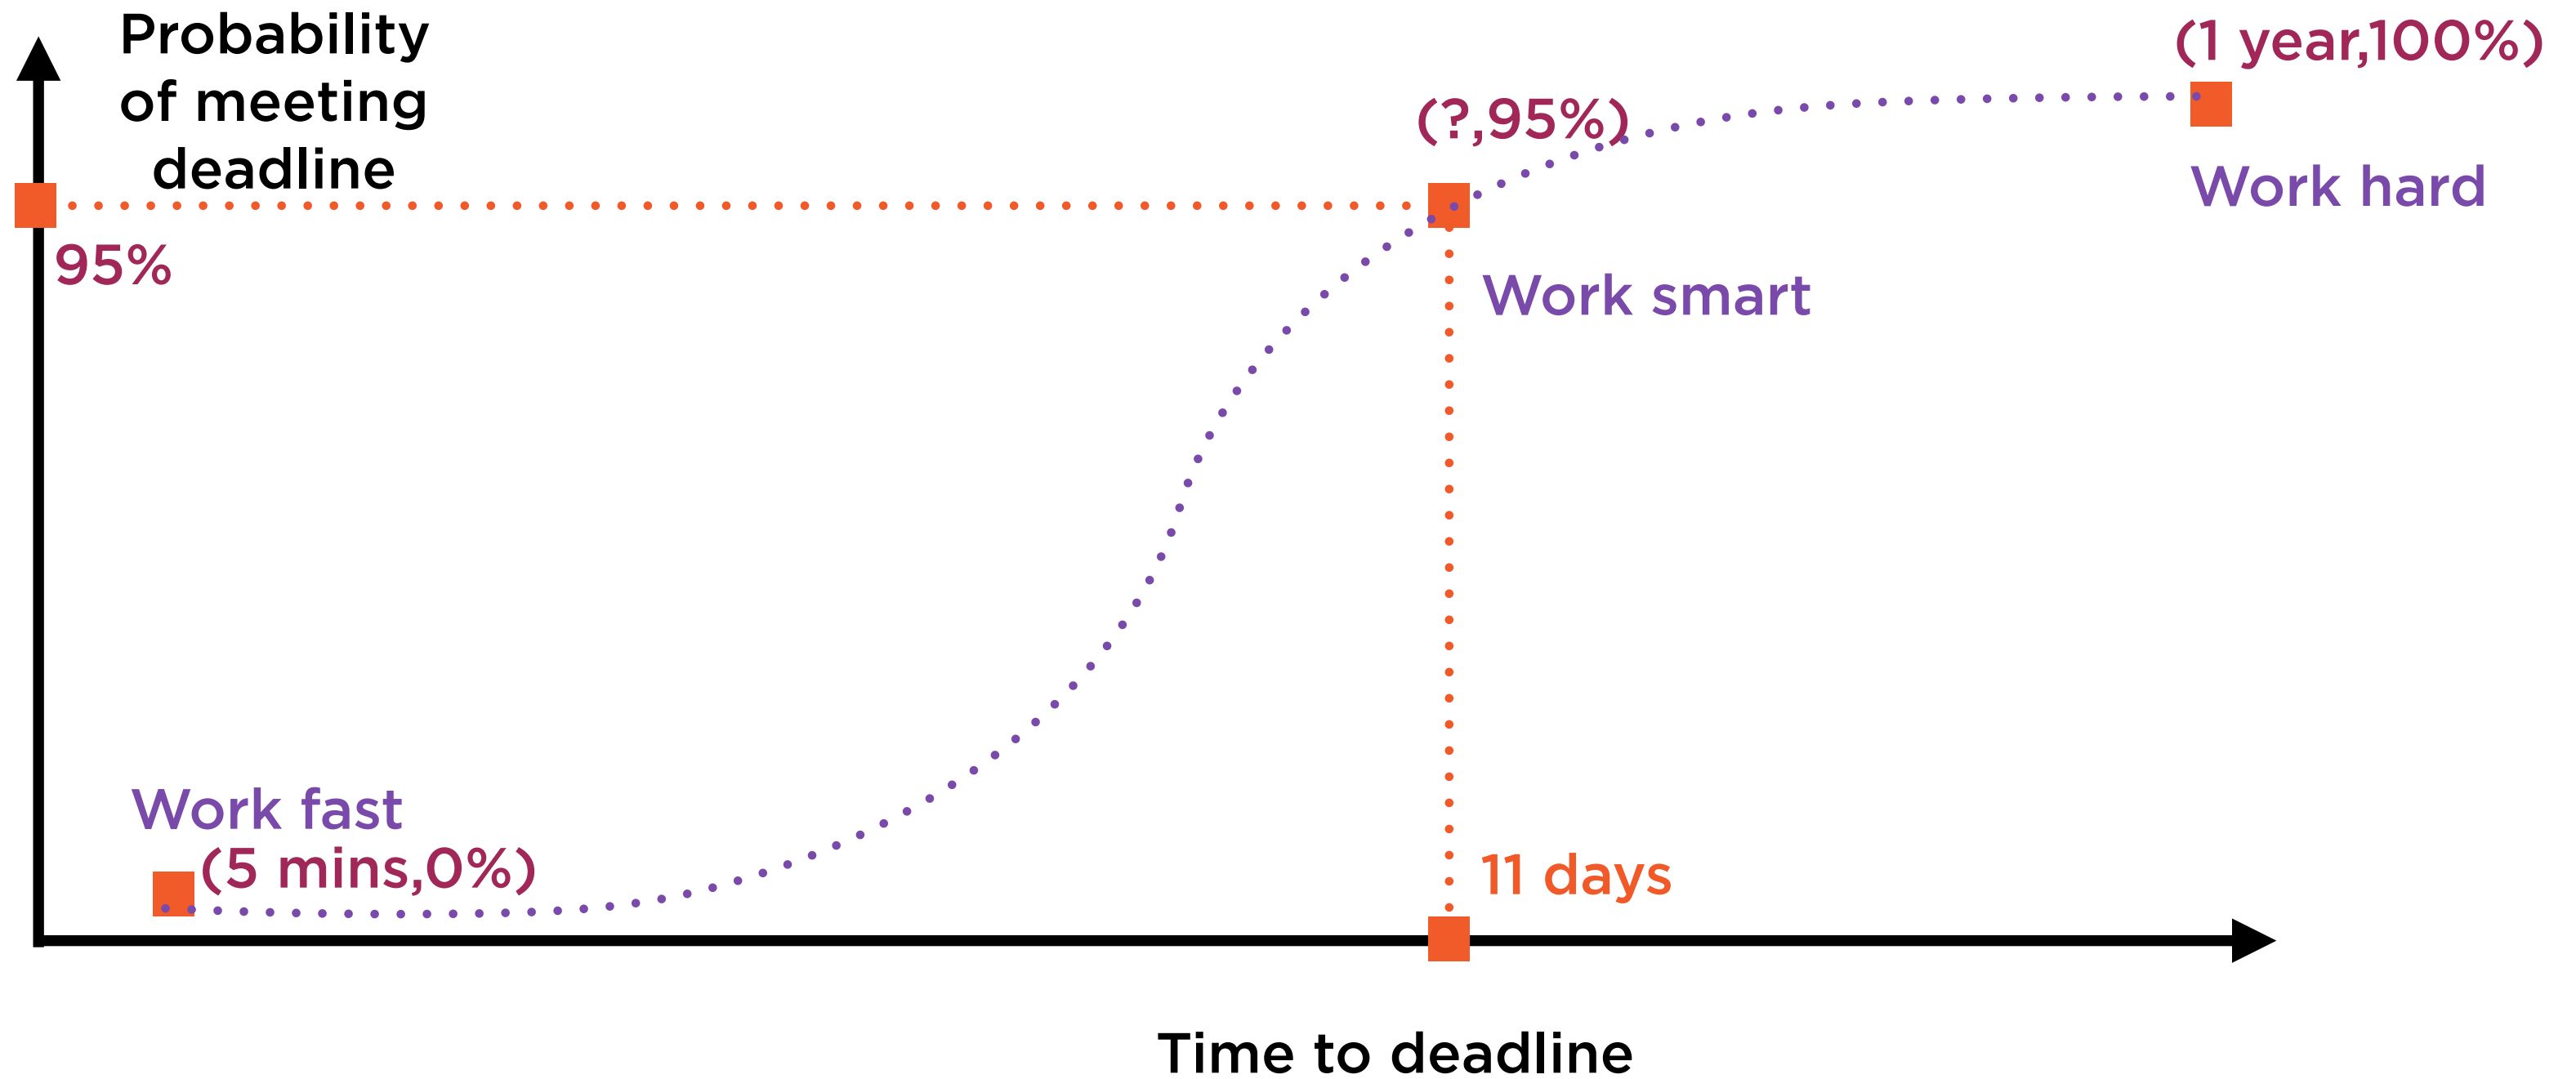 Probability
of meeting
deadline
(1 year,100%)
(?,95%)
Work hard
95%
Work smart
Work fast
(5 mins,0%)
11 days
Time to deadline